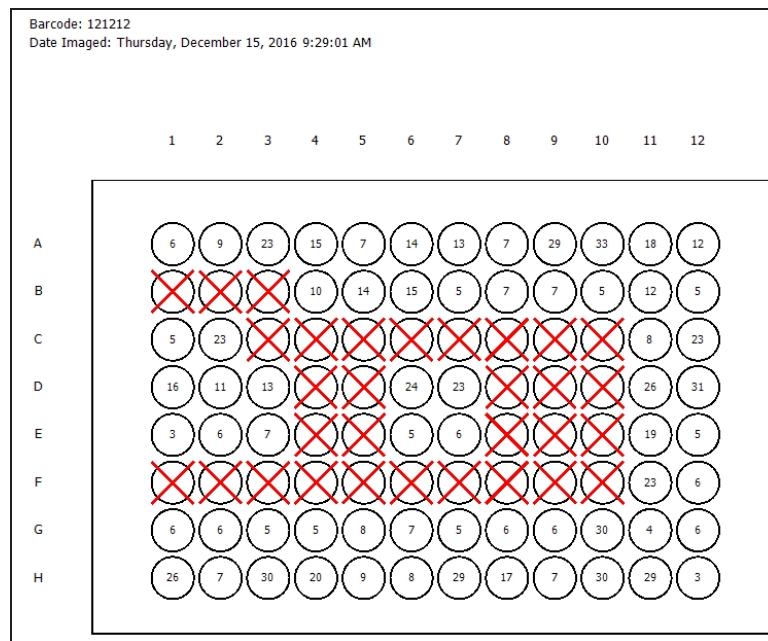 Barcode: 121212
Date Imaged: Thursday, December 15, 2016 9:29:01 AM
1 2 3 4 5 6 7 8 9 10 11 12
A 6 9 23 15 7 14 13 7 29 33 18 12
B 10 14 15 5 7 7 5 12 5
C 5 23 8 23
D 16 11 13 24 23 26 31
E 3 6 7 5 6 19 5
F 23 6
G 6 6 5 5 8 7 5 6 6 30 4 6
H 26 7 30 20 9 8 29 17 7 30 29 3